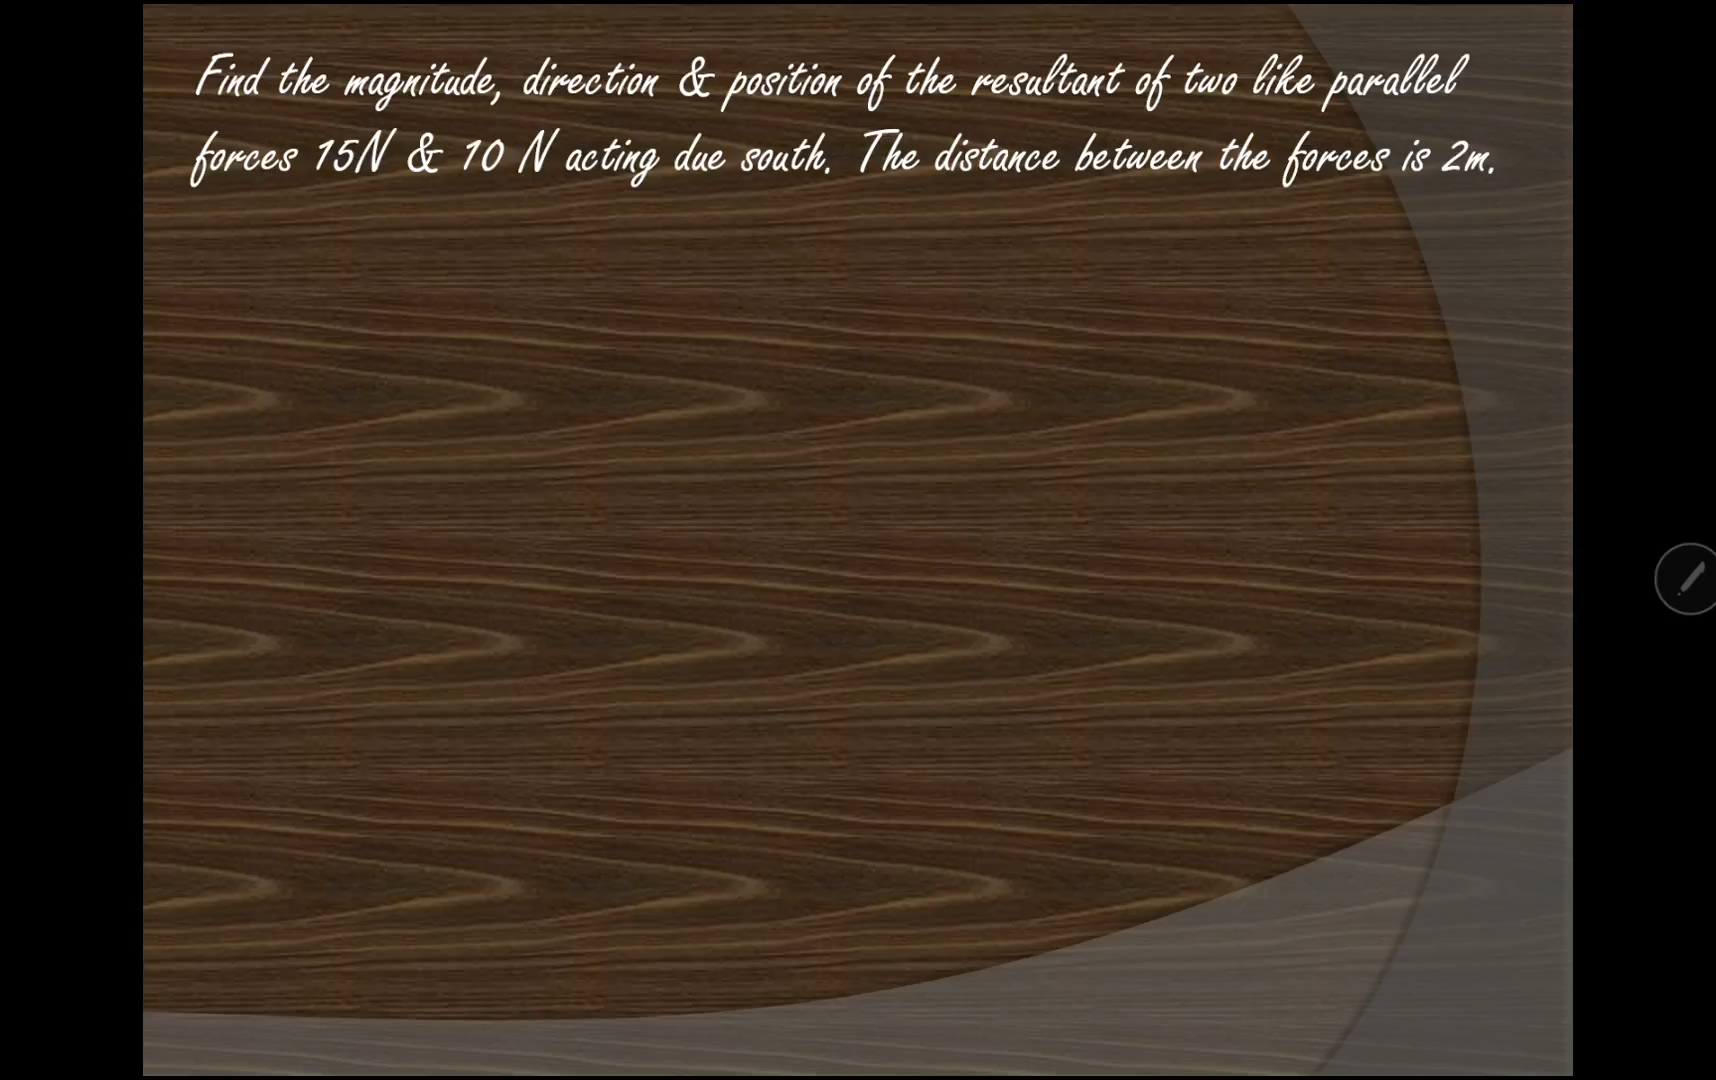 Find the magnitude, direction & position of the resultant of two like parallel
forces 15N & 10 N acting due south. The distance between the forces is 2m.